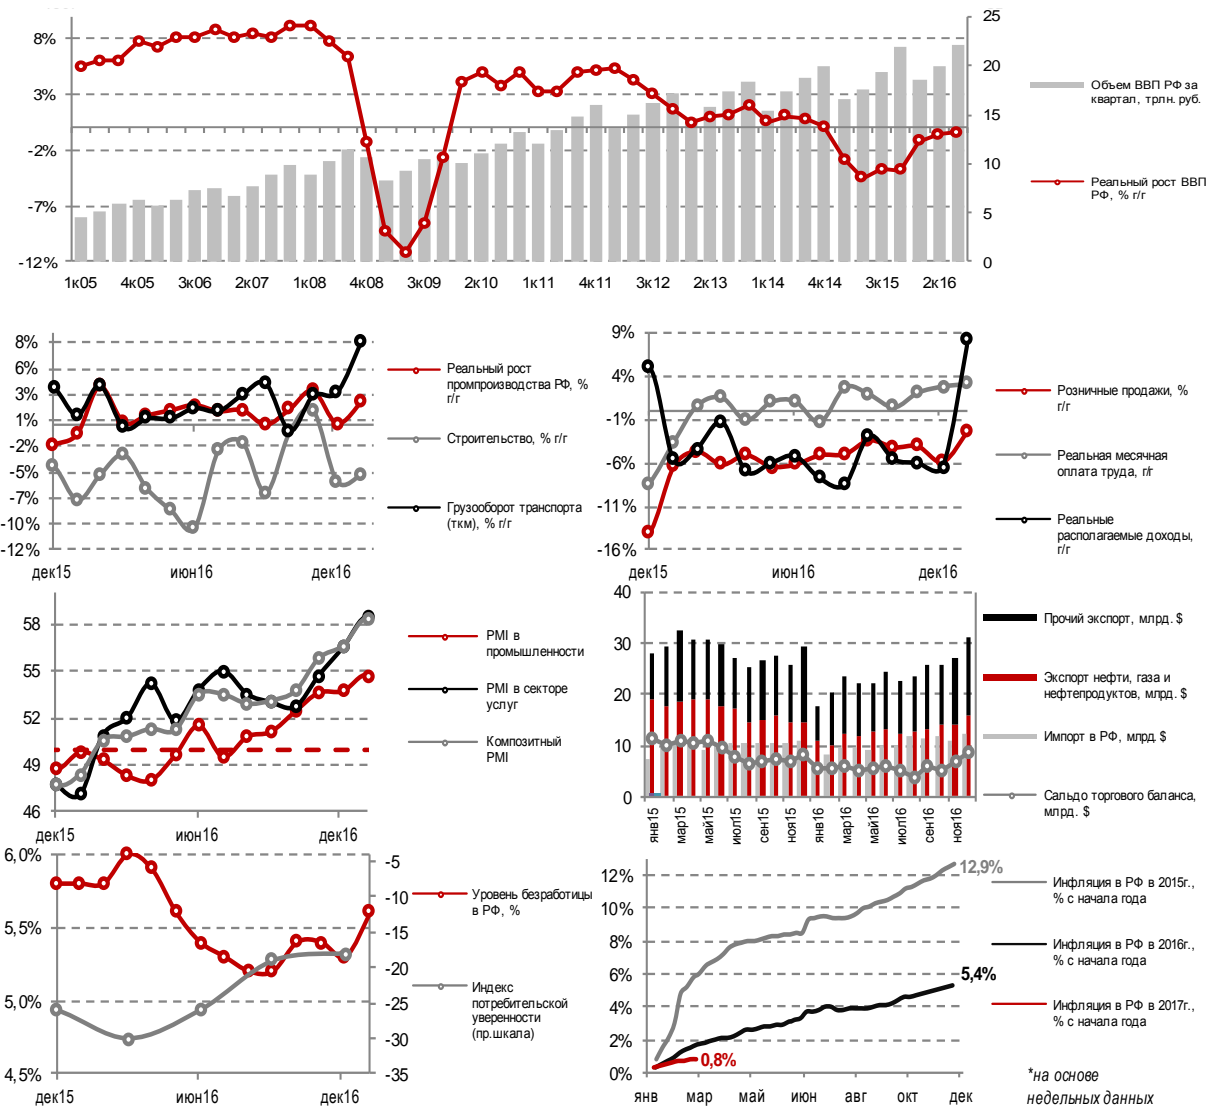 8%
3%
-2%
-7%
-12%
25
20
15
10
5
0
1к05 4к05 3к06 2к07 1к08 4к08 3к09 2к10 1к11 4к11 3к12 2к13 1к14 4к14 3к15 2к16
Объем ВВП РФ за
квартал, трлн. руб.
Реальный рост ВВП
РФ, % г/г
8%
6%
3%
1%
-2%
-5%
-7%
-10%
-12%
дек15 июн16 дек16
Реальный рост
промпроизводства РФ, %
г/г
Строительство, % г/г
Грузооборот транспорта
(ткм), % г/г
9%
4%
-1%
-6%
-11%
-16%
дек15 июн16 дек16
Розничные продажи, %
г/г
Реальная месячная
оплата труда, г/г
Реальные
располагаемые доходы,
г/г
58
55
52
49
46
дек15 июн16 дек16
PMI в
промышленности
PMI в секторе
услуг
Композитный
PMI
40
30
20
10
0
янв15 мар15 май15 июл15 сен15 ноя15 янв16 мар16 май16 июл16 сен16 ноя16
Прочий экспорт, млрд. $
Экспорт нефти, газа и
нефтепродуктов, млрд. $
Импорт в РФ, млрд. $
Сальдо торгового баланса,
млрд. $
6,0%
5,5%
5,0%
4,5%
-5
-10
-15
-20
-25
-30
-35
дек15 июн16 дек16
Уровень безработицы
в РФ, %
Индекс
потребительской
уверенности
(пр.шкала)
12%
10%
8%
6%
4%
2%
0%
12,9%
5,4%
0,8%
янв мар май июн авг окт дек
Инфляция в РФ в 2015г.,
% с начала года
Инфляция в РФ в 2016г.,
% с начала года
Инфляция в РФ в 2017г.,
% с начала года
*на основе
недельных данных